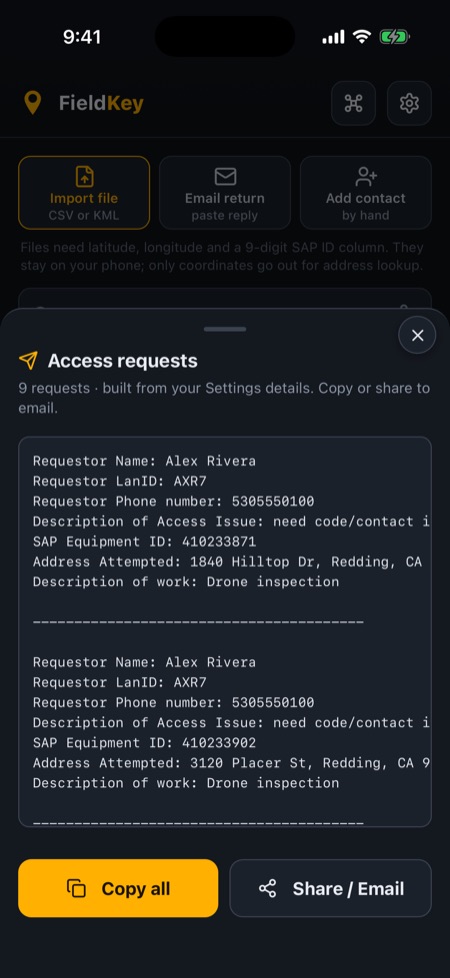 9:41
FieldKey
Import file
CSV or KML
Email return
paste reply
Add contact
by hand
Files need latitude, longitude and a 9-digit SAP ID column. They
stay on your phone; only coordinates go out for address lookup.
Access requests
9 requests · built from your Settings details. Copy or share to
email.
Requestor Name: Alex Rivera
Requestor LanID: AXR7
Requestor Phone number: 5305550100
Description of Access Issue: need code/contact i
SAP Equipment ID: 410233871
Address Attempted: 1840 Hilltop Dr, Redding, CA
Description of work: Drone inspection
________________________________________
Requestor Name: Alex Rivera
Requestor LanID: AXR7
Requestor Phone number: 5305550100
Description of Access Issue: need code/contact i
SAP Equipment ID: 410233902
Address Attempted: 3120 Placer St, Redding, CA 9
Description of work: Drone inspection
________________________________________
Copy all
Share / Email